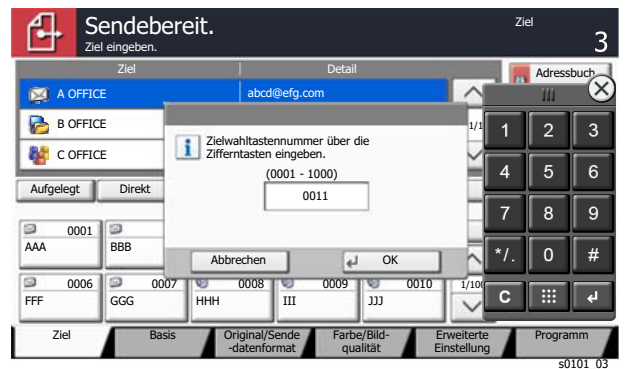 Sendebereit.
Ziel eingeben.
Ziel
3
Ziel
Detail
Adressbuch
A OFFICE
abcd@efg.com
B OFFICE
1/1
C OFFICE
Zielwahltastennummer über die
Zifferntasten eingeben.
(0001 - 1000)
0011
Abbrechen
OK
1
2
3
4
5
6
7
8
9
*/.
0
#
C
Aufgelegt
Direkt
0001
AAA
BBB
0006
FFF
0007
GGG
0008
HHH
0009
III
0010
JJJ
1/100
Ziel
Basis
Original/Sende
-datenformat
Farbe/Bild-
qualität
Erweiterte
Einstellung
Programm
s0101_03